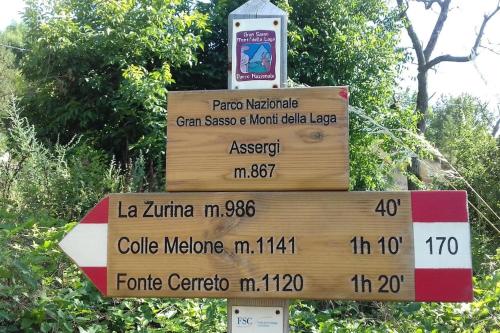 Gran Sasso
Monti della Laga
Parco Nazionale
Parco Nazionale
Gran Sasso e Monti della Laga
Assergi
m.867
La Zurina m.986 40'
Colle Melone m.1141 1h 10' 170
Fonte Cerreto m.1120 1h 20'
FSC